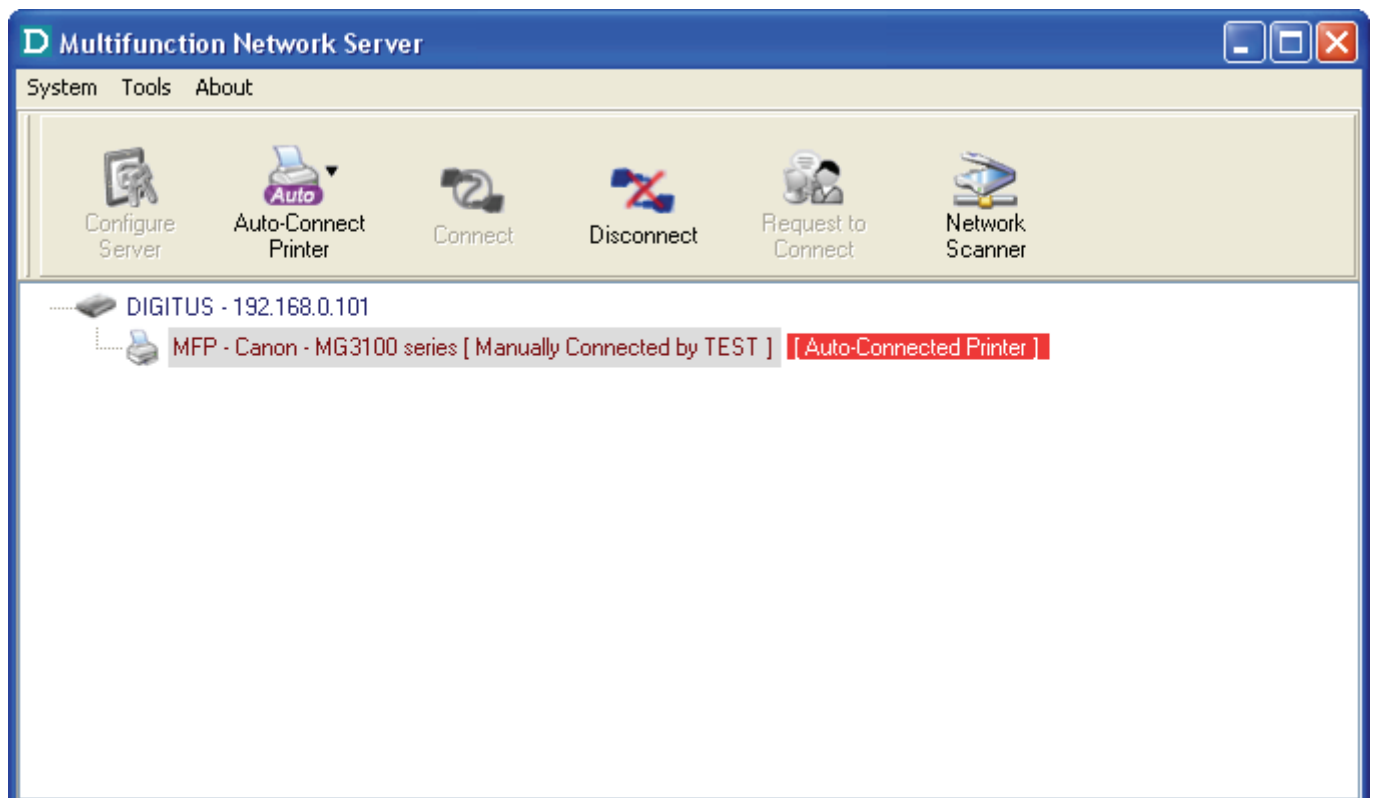 D Multifunction Network Server
System Tools About
Auto
Configure Server
Auto-Connect Printer
Connect
Disconnect
Request to Connect
Network Scanner
DIGITUS - 192.168.0.101
MFP - Canon - MG3100 series [ Manually Connected by TEST ] [ Auto-Connected Printer ]